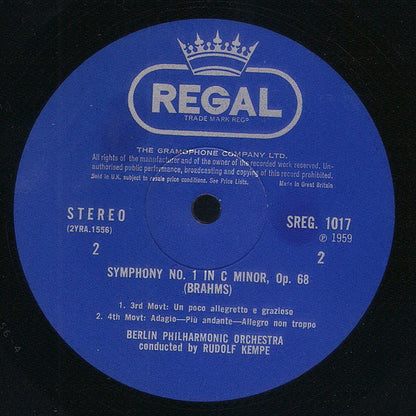 REGAL
TRADE MARK REGD
THE GRAMOPHONE COMPANY LTD.
All rights of the manufacturer and of the owner of the recorded work reserved. Un-
authorised public performance, broadcasting and copying of this record prohibited.
Sold in U.K. subject to resale price conditions. See Price Lists. Made in Great Britain
STEREO SREG. 1017
(2YRA.1556) ℗ 1959
2 2
SYMPHONY NO. 1 IN C MINOR, Op. 68
(BRAHMS)
1. 3rd Movt: Un poco allegretto e grazioso
2. 4th Movt: Adagio—Più andante—Allegro non troppo
BERLIN PHILHARMONIC ORCHESTRA
conducted by RUDOLF KEMPE